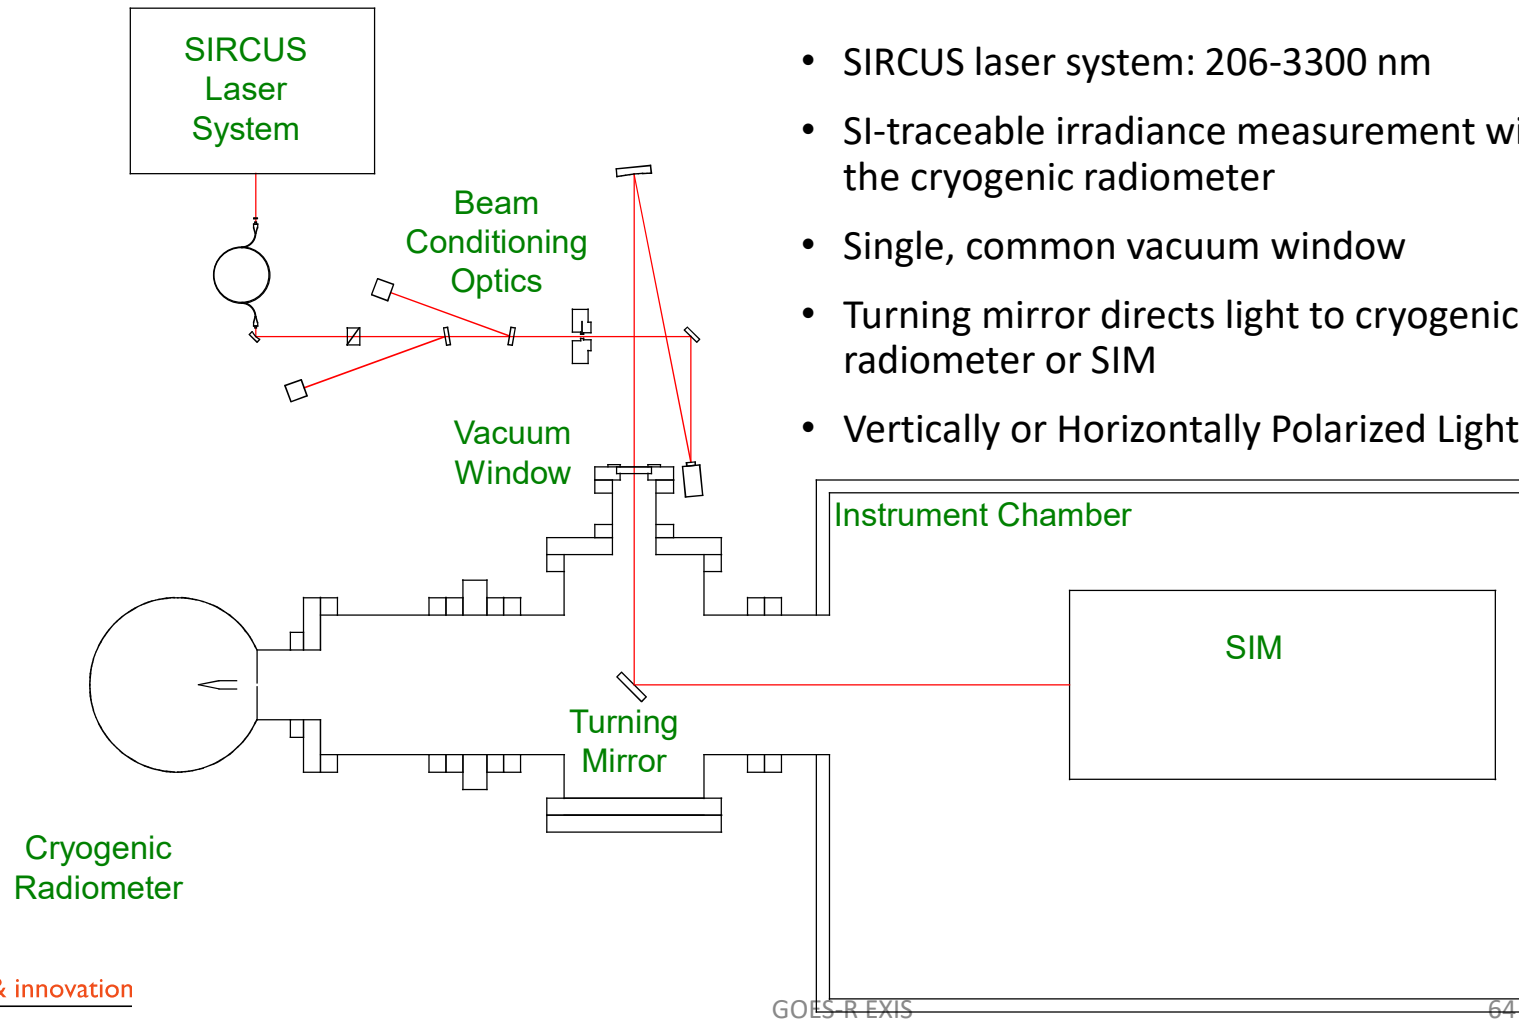 SIRCUS
Laser
System
Beam
Conditioning
Optics
Vacuum
Window
• SIRCUS laser system: 206-3300 nm
• SI-traceable irradiance measurement wi
the cryogenic radiometer
• Single, common vacuum window
• Turning mirror directs light to cryogenic
radiometer or SIM
• Vertically or Horizontally Polarized Light
Instrument Chamber
SIM
Turning
Mirror
Cryogenic
Radiometer
& innovation
GOES-R EXIS
64